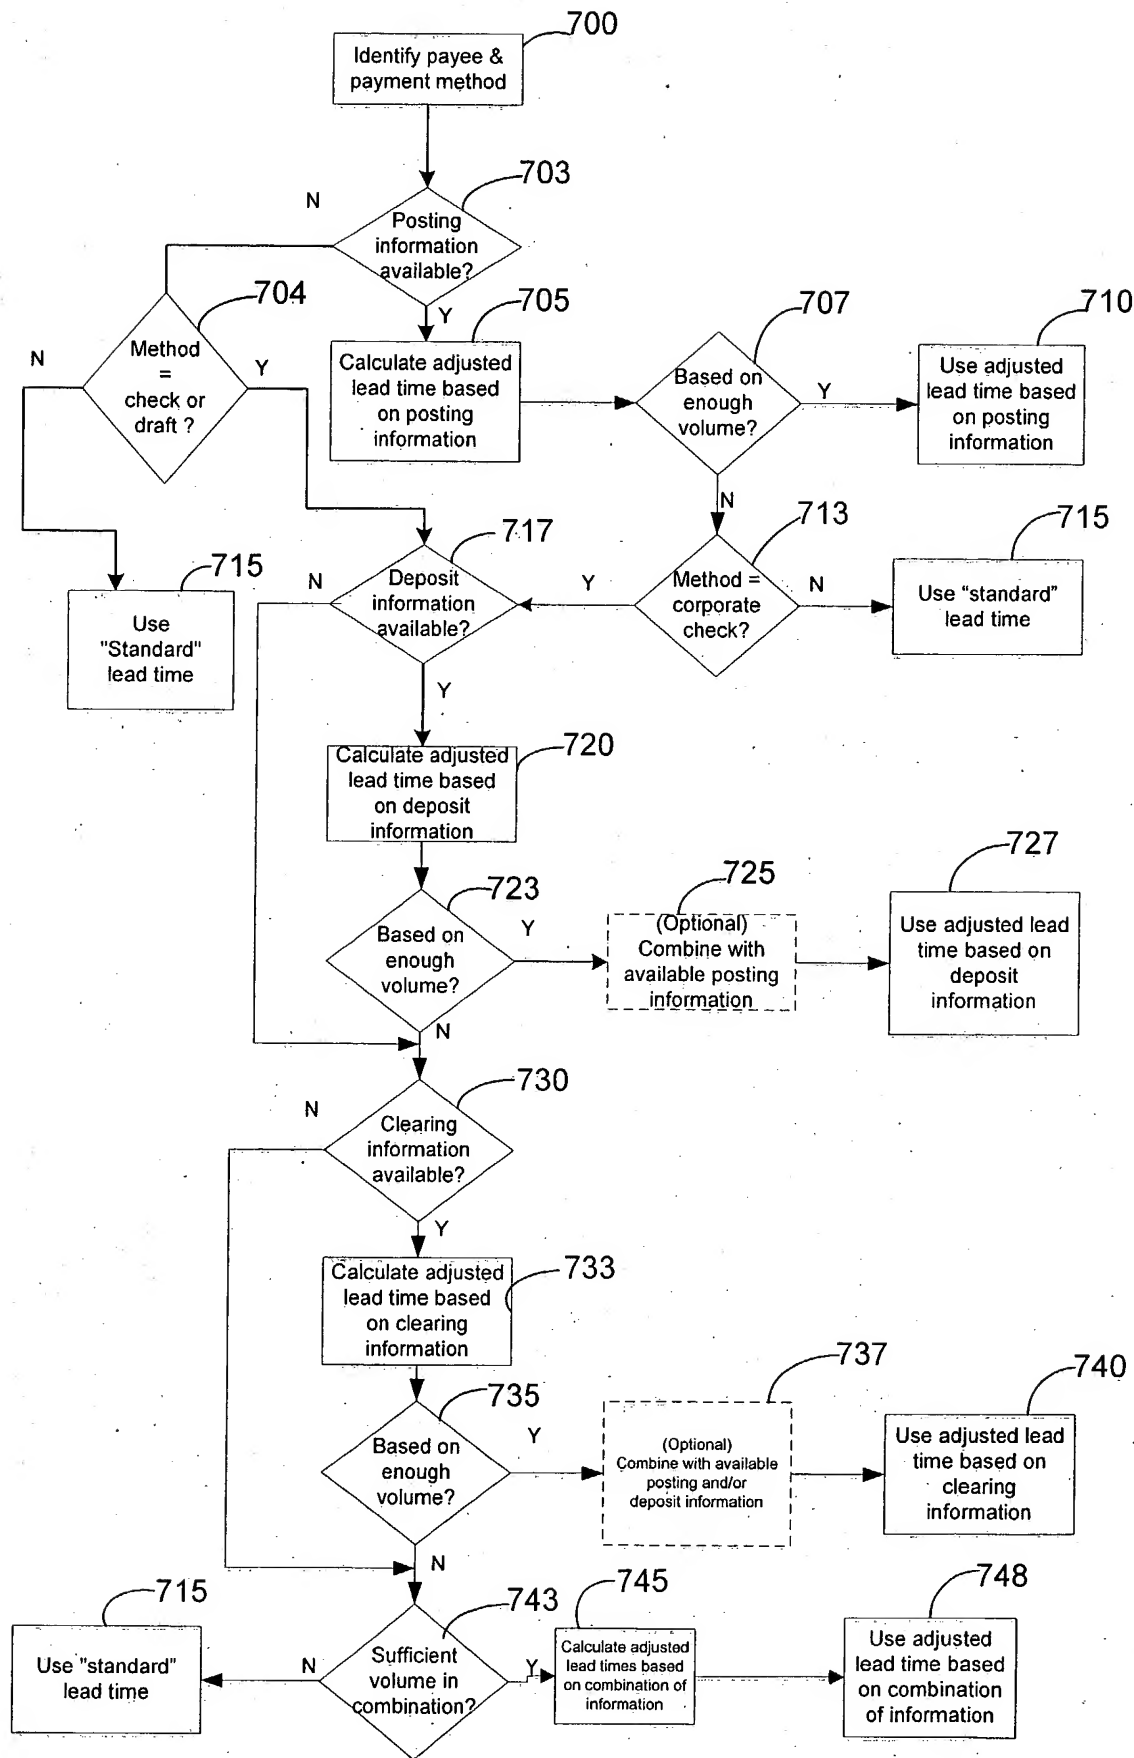 700
Identify payee &
payment method
703
N
Posting
information
available?
704
Y
705
707
710
N
Method
=
check or
draft ?
Y
Calculate adjusted
lead time based
on posting
information
Based on
enough
volume?
Y
Use adjusted
lead time based
on posting
information
N
713
717
715
715
N
Deposit
information
available?
Y
Method =
corporate
check?
N
Use "standard"
lead time
Use
"Standard"
lead time
Y
720
Calculate adjusted
lead time based
on deposit
information
723
725
727
Based on
enough
volume?
Y
(Optional)
Combine with
available posting
information
Use adjusted lead
time based on
deposit
information
N
730
N
Clearing
information
available?
Y
733
Calculate adjusted
lead time based
on clearing
information
735
737
740
Based on
enough
volume?
Y
(Optional)
Combine with available
posting and/or
deposit information
Use adjusted lead
time based on
clearing
information
N
715
743
745
748
Use "standard"
lead time
N
Sufficient
volume in
combination?
Y
Calculate adjusted
lead times based
on combination of
information
Use adjusted
lead time based
on combination
of information